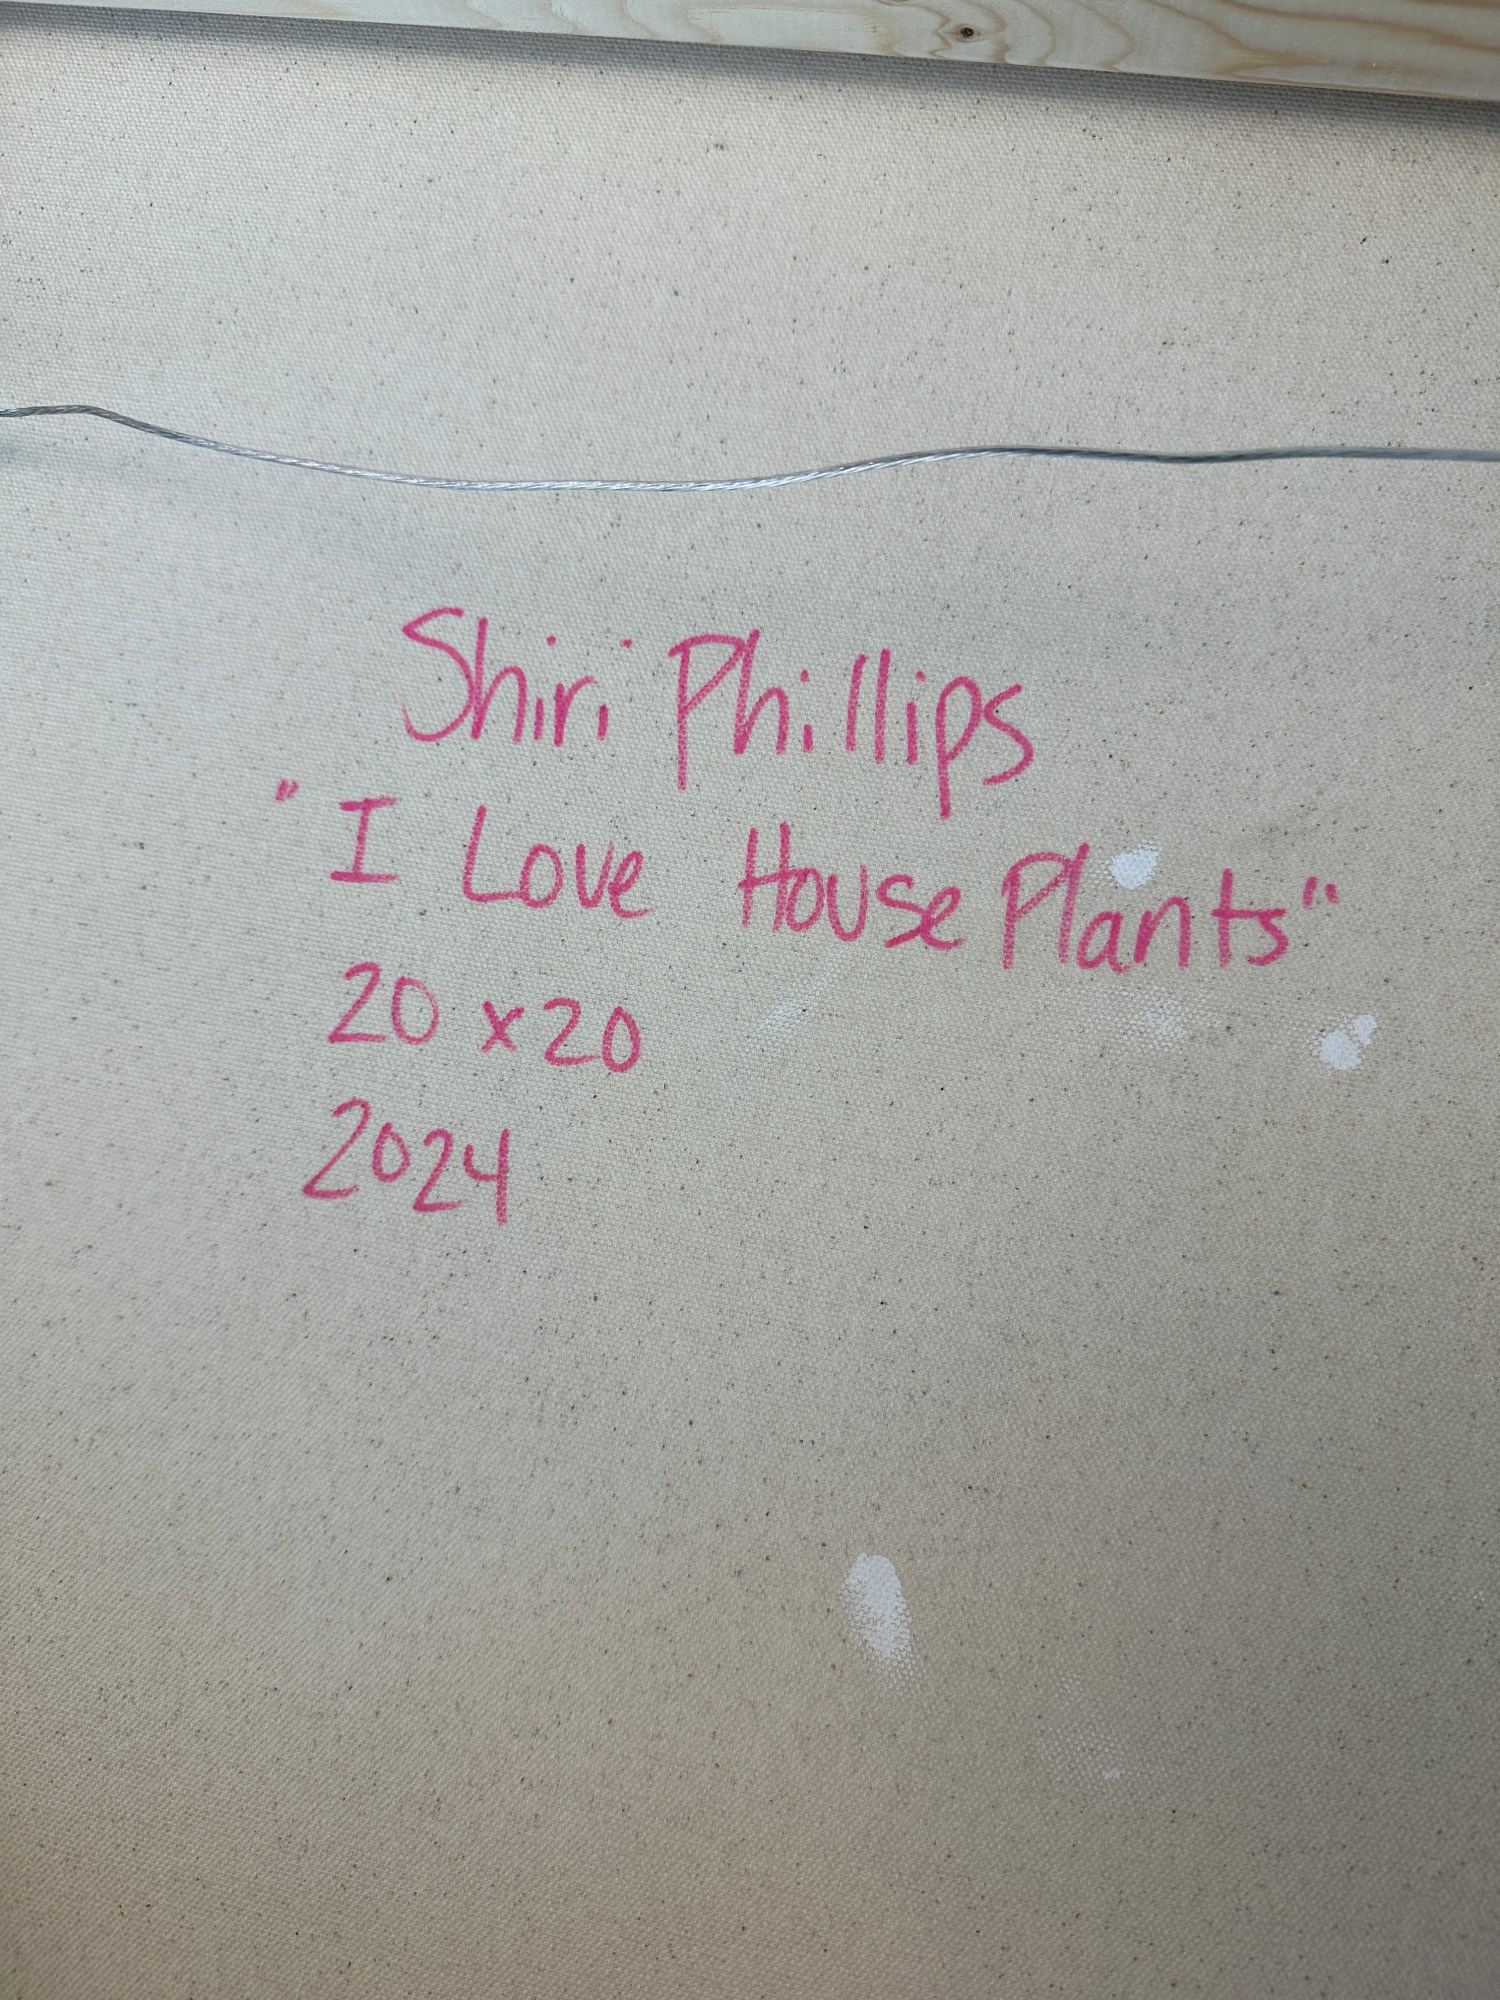 Shiri Phillips
"I Love House Plants"
20 x 20
2024